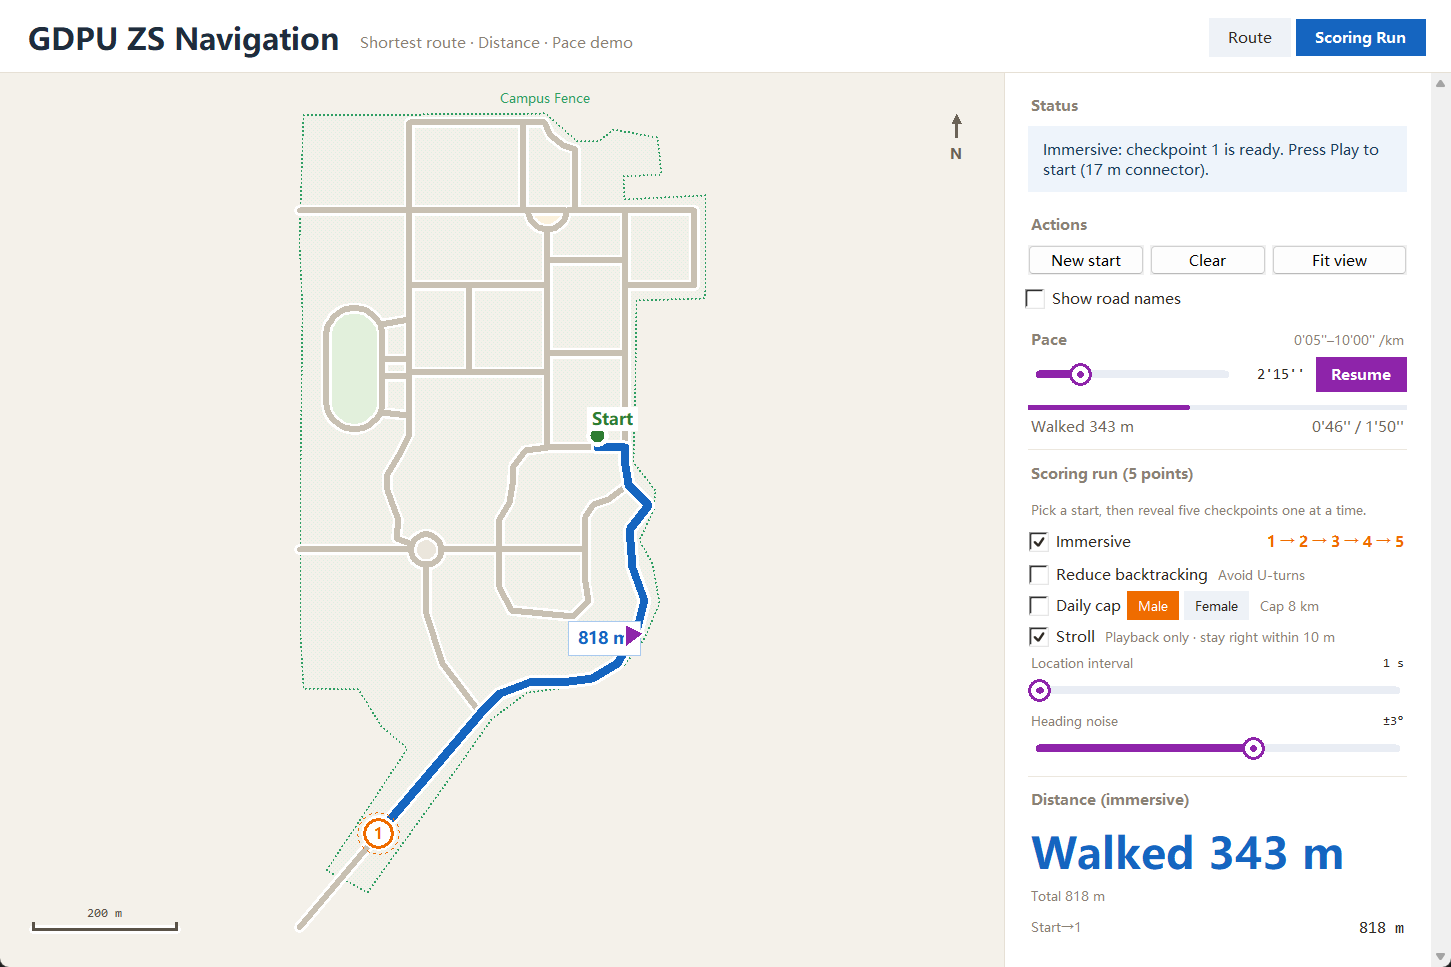 GDPU ZS Navigation
Shortest route · Distance · Pace demo
Route
Scoring Run
Campus Fence
N
Start
818 m
1
200 m
Status
Immersive: checkpoint 1 is ready. Press Play to
start (17 m connector).
Actions
New start
Clear
Fit view
Show road names
Pace
0'05''–10'00'' /km
2'15''
Resume
Walked 343 m
0'46'' / 1'50''
Scoring run (5 points)
Pick a start, then reveal five checkpoints one at a time.
Immersive
1→2→3→4→5
Reduce backtracking
Avoid U-turns
Daily cap
Male
Female
Cap 8 km
Stroll
Playback only · stay right within 10 m
Location interval
1 s
Heading noise
±3°
Distance (immersive)
Walked 343 m
Total 818 m
Start→1
818 m